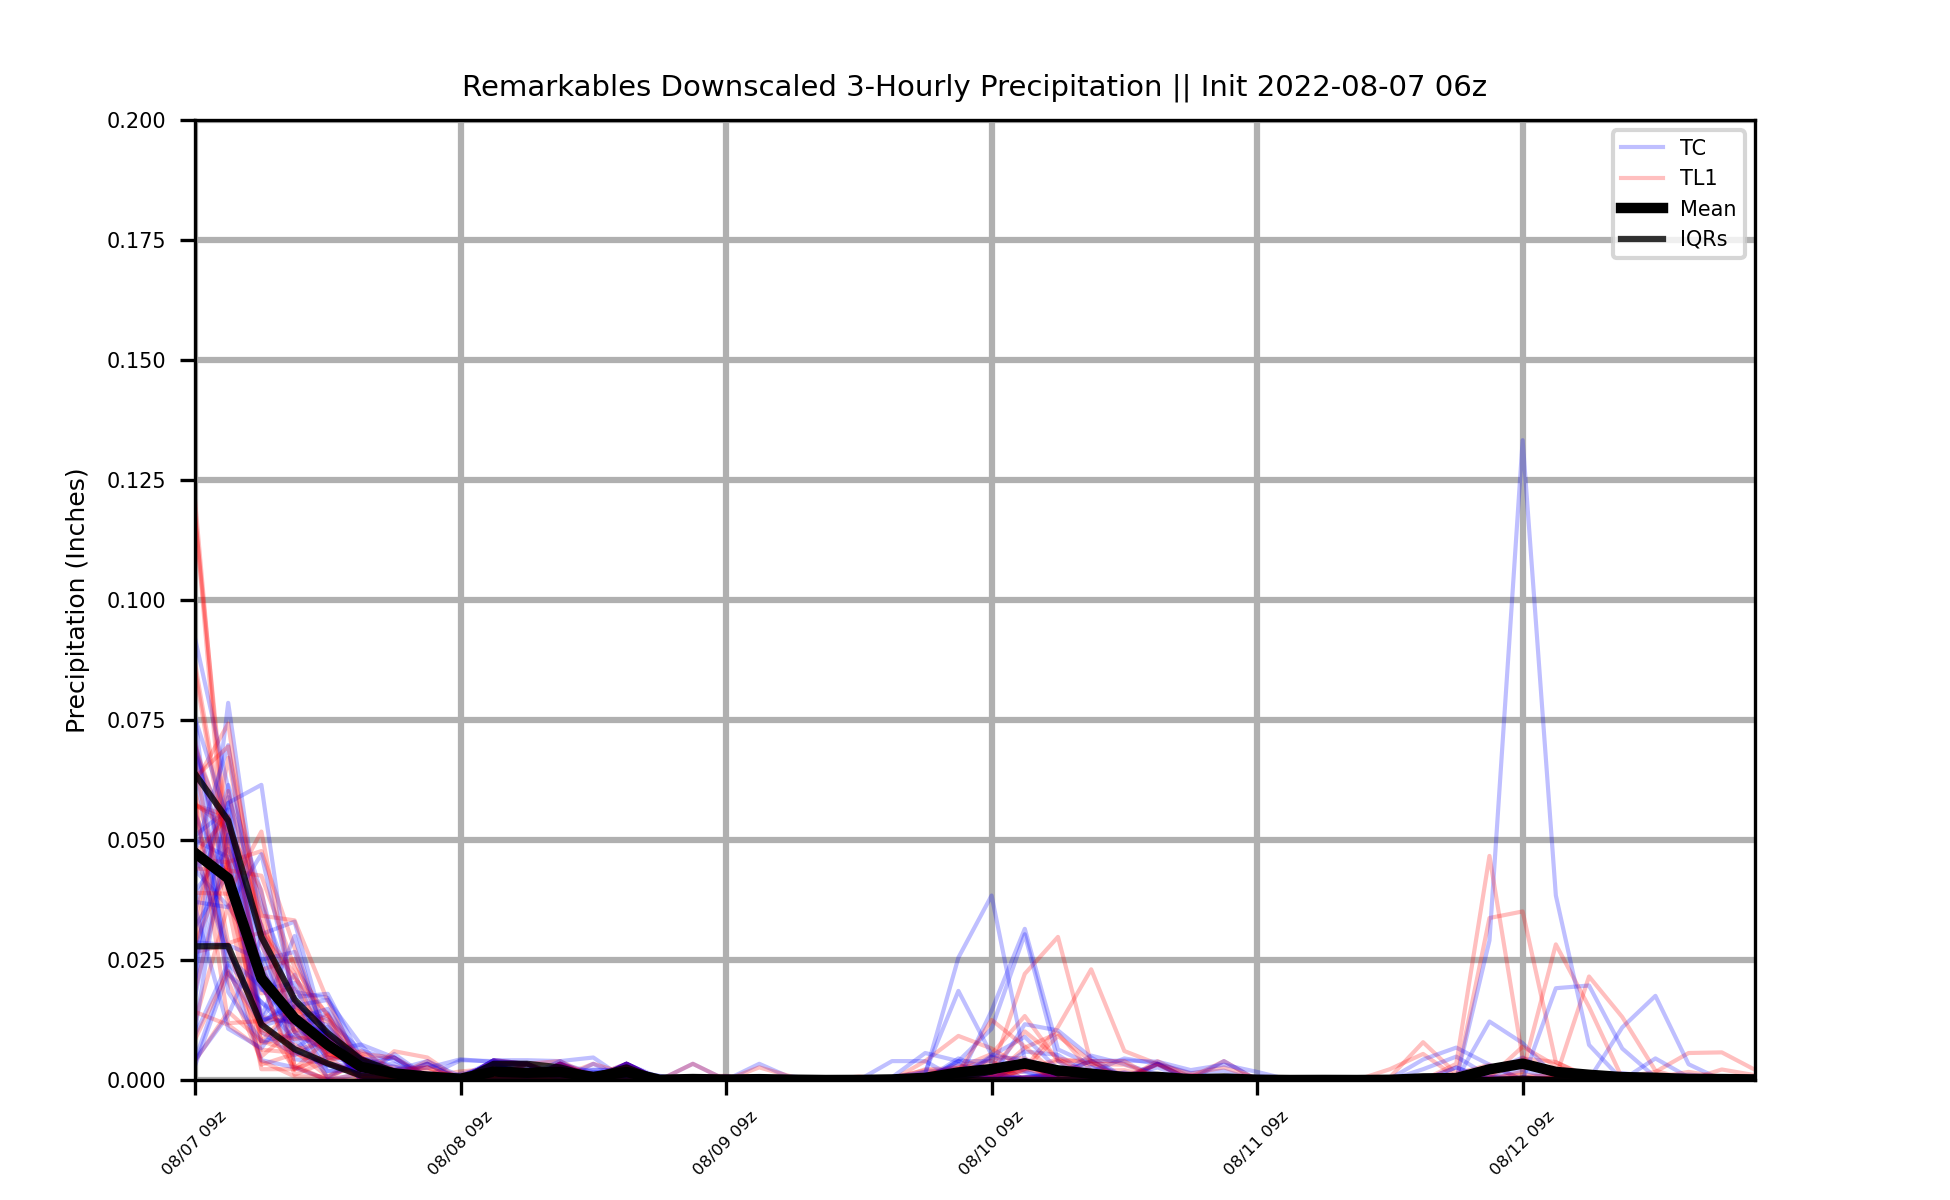 Remarkables Downscaled 3-Hourly Precipitation || Init 2022-08-07 06z
Precipitation (Inches)
0.200
0.175
0.150
0.125
0.100
0.075
0.050
0.025
0.000
TC
TL1
Mean
IQRs
08/07 09z
08/08 09z
08/09 09z
08/10 09z
08/11 09z
08/12 09z